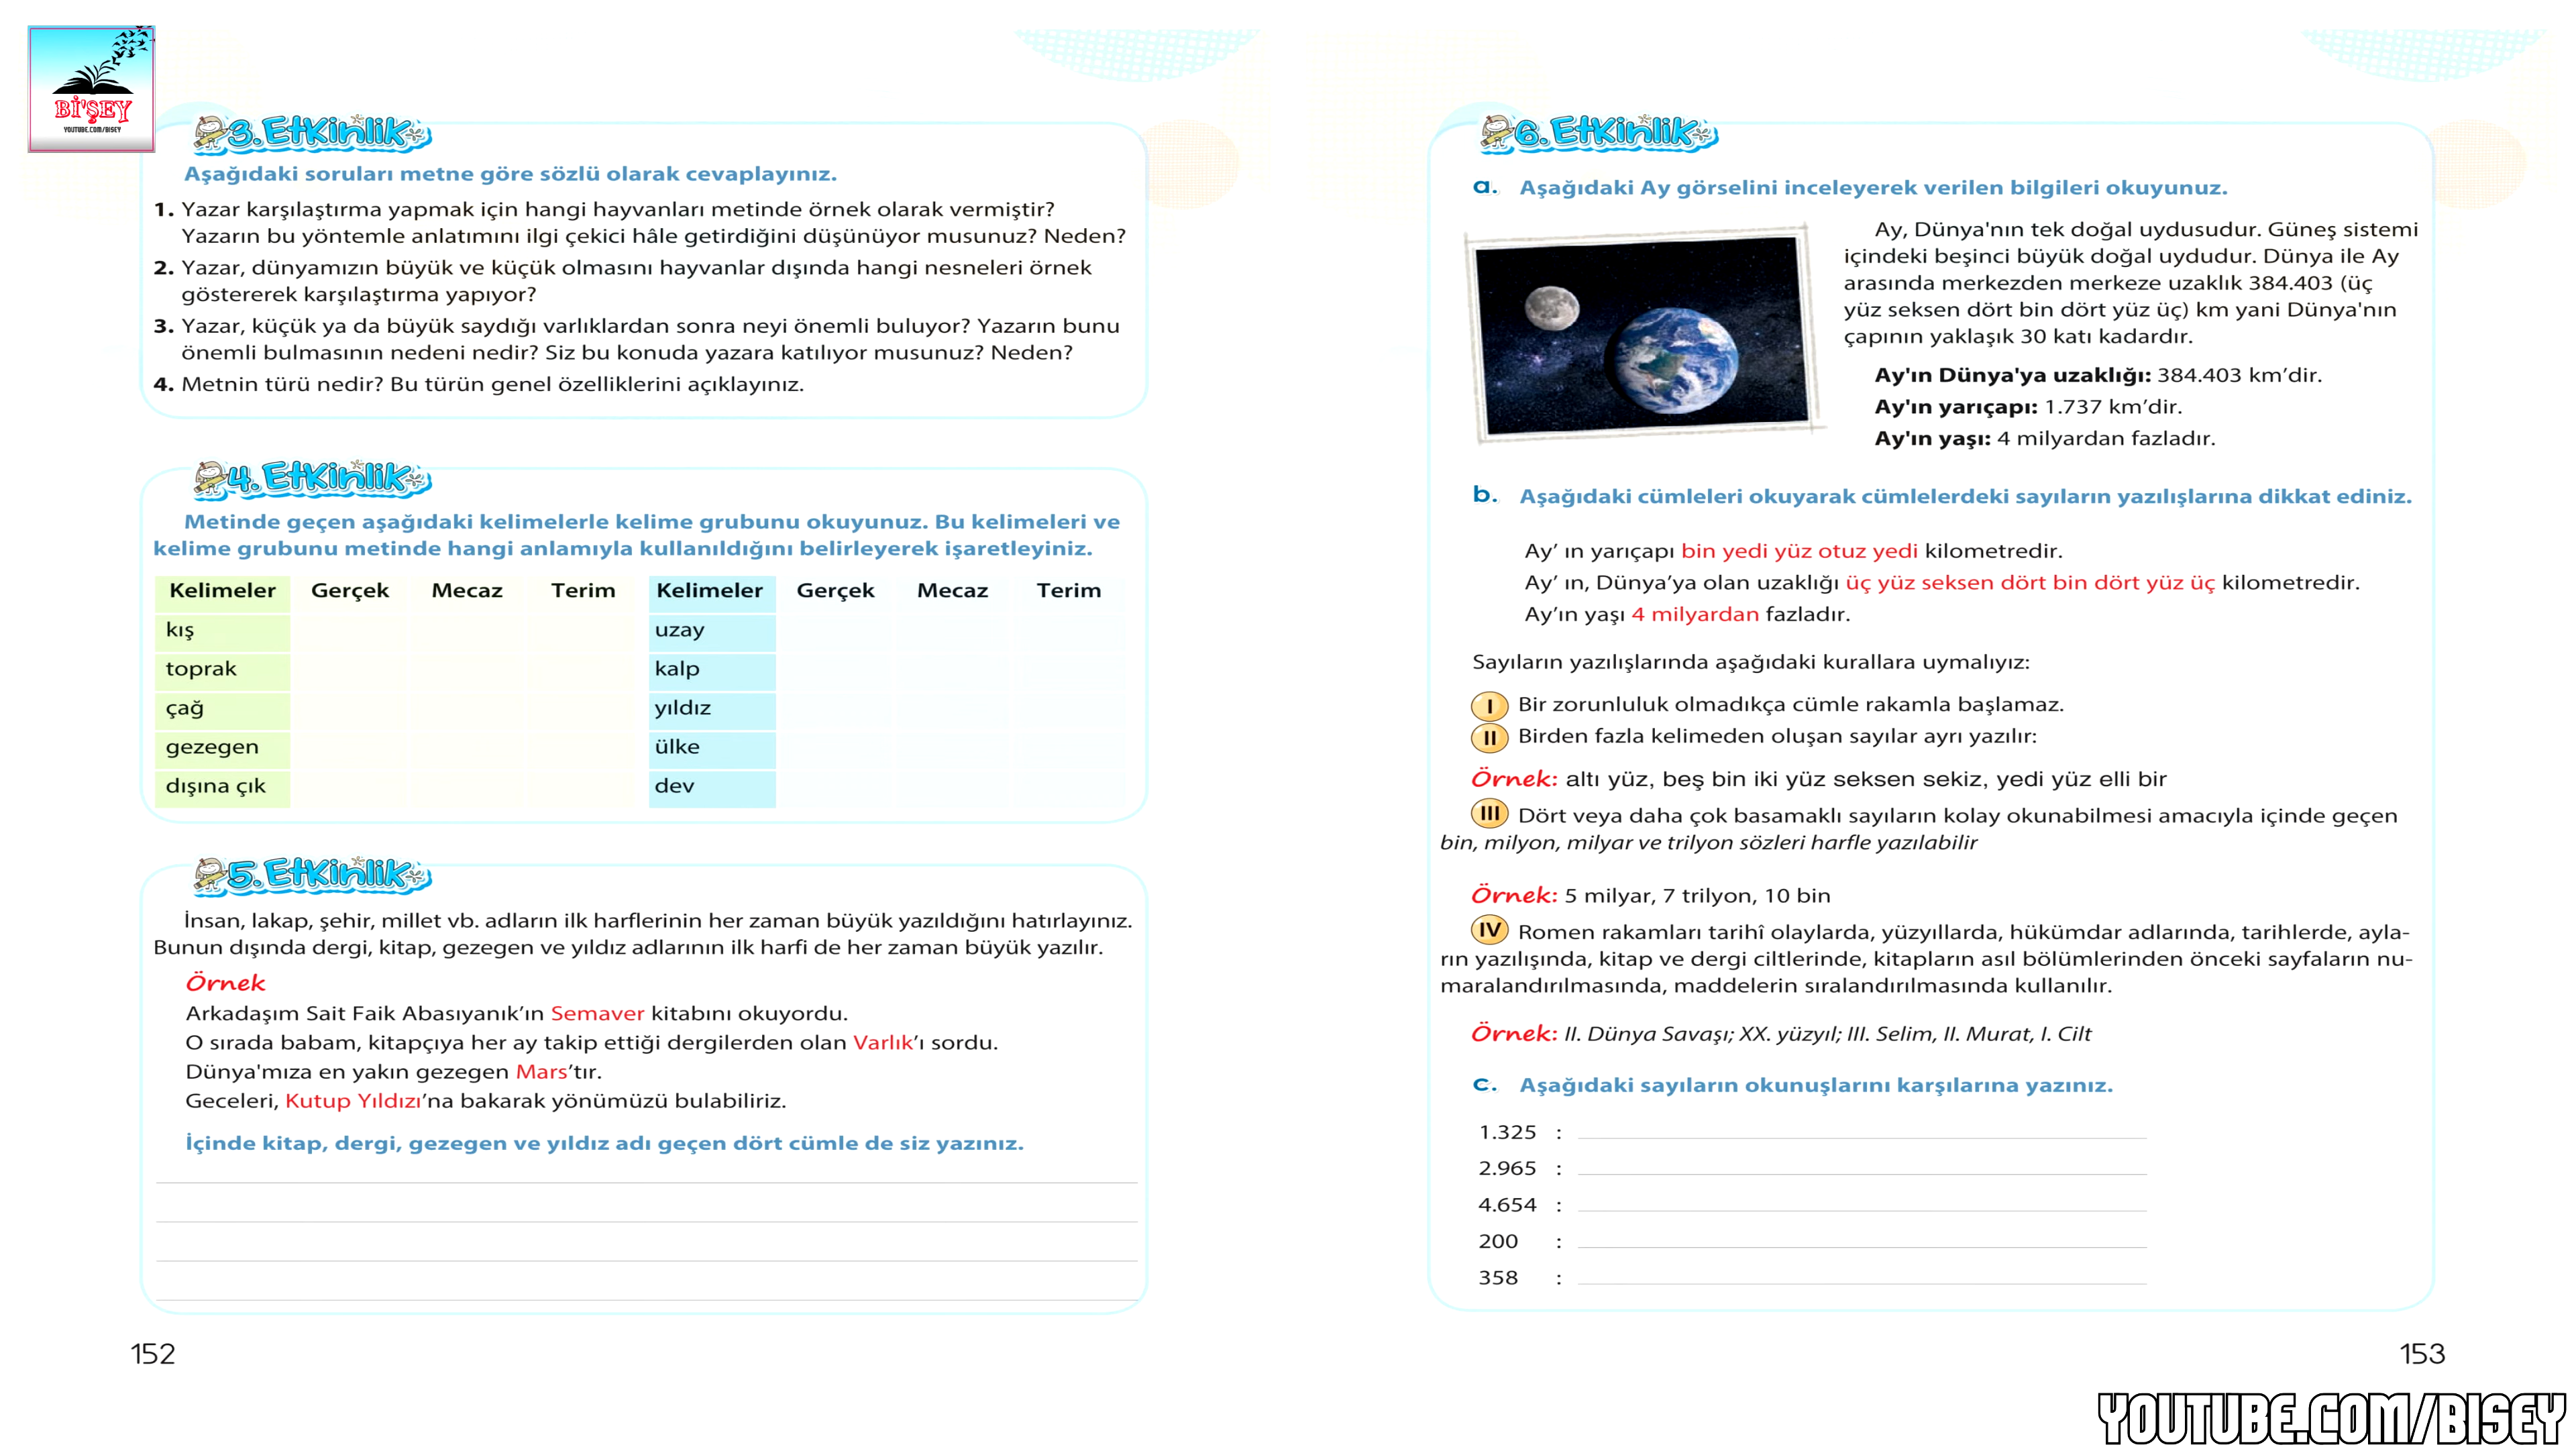 Bİ'ŞEY
YOUTUBE.COM/BISEY
3. Etkinlik
Aşağıdaki soruları metne göre sözlü olarak cevaplayınız.
1. Yazar karşılaştırma yapmak için hangi hayvanları metinde örnek olarak vermiştir?
Yazarın bu yöntemle anlatımını ilgi çekici hâle getirdiğini düşünüyor musunuz? Neden?
2. Yazar, dünyamızın büyük ve küçük olmasını hayvanlar dışında hangi nesneleri örnek
göstererek karşılaştırma yapıyor?
3. Yazar, küçük ya da büyük saydığı varlıklardan sonra neyi önemli buluyor? Yazarın bunu
önemli bulmasının nedeni nedir? Siz bu konuda yazara katılıyor musunuz? Neden?
4. Metnin türü nedir? Bu türün genel özelliklerini açıklayınız.
4. Etkinlik
Metinde geçen aşağıdaki kelimelerle kelime grubunu okuyunuz. Bu kelimeleri ve
kelime grubunu metinde hangi anlamıyla kullanıldığını belirleyerek işaretleyiniz.
Kelimeler Gerçek Mecaz Terim Kelimeler Gerçek Mecaz Terim
kış uzay
toprak kalp
çağ yıldız
gezegen ülke
dışına çık dev
5. Etkinlik
İnsan, lakap, şehir, millet vb. adların ilk harflerinin her zaman büyük yazıldığını hatırlayınız.
Bunun dışında dergi, kitap, gezegen ve yıldız adlarının ilk harfi de her zaman büyük yazılır.
Örnek
Arkadaşım Sait Faik Abasıyanık’ın Semaver kitabını okuyordu.
O sırada babam, kitapçıya her ay takip ettiği dergilerden olan Varlık’ı sordu.
Dünya'mıza en yakın gezegen Mars’tır.
Geceleri, Kutup Yıldızı’na bakarak yönümüzü bulabiliriz.
İçinde kitap, dergi, gezegen ve yıldız adı geçen dört cümle de siz yazınız.
152
6. Etkinlik
a. Aşağıdaki Ay görselini inceleyerek verilen bilgileri okuyunuz.
Ay, Dünya'nın tek doğal uydusudur. Güneş sistemi
içindeki beşinci büyük doğal uydudur. Dünya ile Ay
arasında merkezden merkeze uzaklık 384.403 (üç
yüz seksen dört bin dört yüz üç) km yani Dünya'nın
çapının yaklaşık 30 katı kadardır.
Ay'ın Dünya'ya uzaklığı: 384.403 km’dir.
Ay'ın yarıçapı: 1.737 km’dir.
Ay'ın yaşı: 4 milyardan fazladır.
b. Aşağıdaki cümleleri okuyarak cümlelerdeki sayıların yazılışlarına dikkat ediniz.
Ay’ ın yarıçapı bin yedi yüz otuz yedi kilometredir.
Ay’ ın, Dünya’ya olan uzaklığı üç yüz seksen dört bin dört yüz üç kilometredir.
Ay’ın yaşı 4 milyardan fazladır.
Sayıların yazılışlarında aşağıdaki kurallara uymalıyız:
I Bir zorunluluk olmadıkça cümle rakamla başlamaz.
II Birden fazla kelimeden oluşan sayılar ayrı yazılır:
Örnek: altı yüz, beş bin iki yüz seksen sekiz, yedi yüz elli bir
III Dört veya daha çok basamaklı sayıların kolay okunabilmesi amacıyla içinde geçen
bin, milyon, milyar ve trilyon sözleri harfle yazılabilir
Örnek: 5 milyar, 7 trilyon, 10 bin
IV Romen rakamları tarihî olaylarda, yüzyıllarda, hükümdar adlarında, tarihlerde, ayla-
rın yazılışında, kitap ve dergi ciltlerinde, kitapların asıl bölümlerinden önceki sayfaların nu-
maralandırılmasında, maddelerin sıralandırılmasında kullanılır.
Örnek: II. Dünya Savaşı; XX. yüzyıl; III. Selim, II. Murat, I. Cilt
c. Aşağıdaki sayıların okunuşlarını karşılarına yazınız.
1.325 :
2.965 :
4.654 :
200 :
358 :
153
YOUTUBE.COM/BISEY